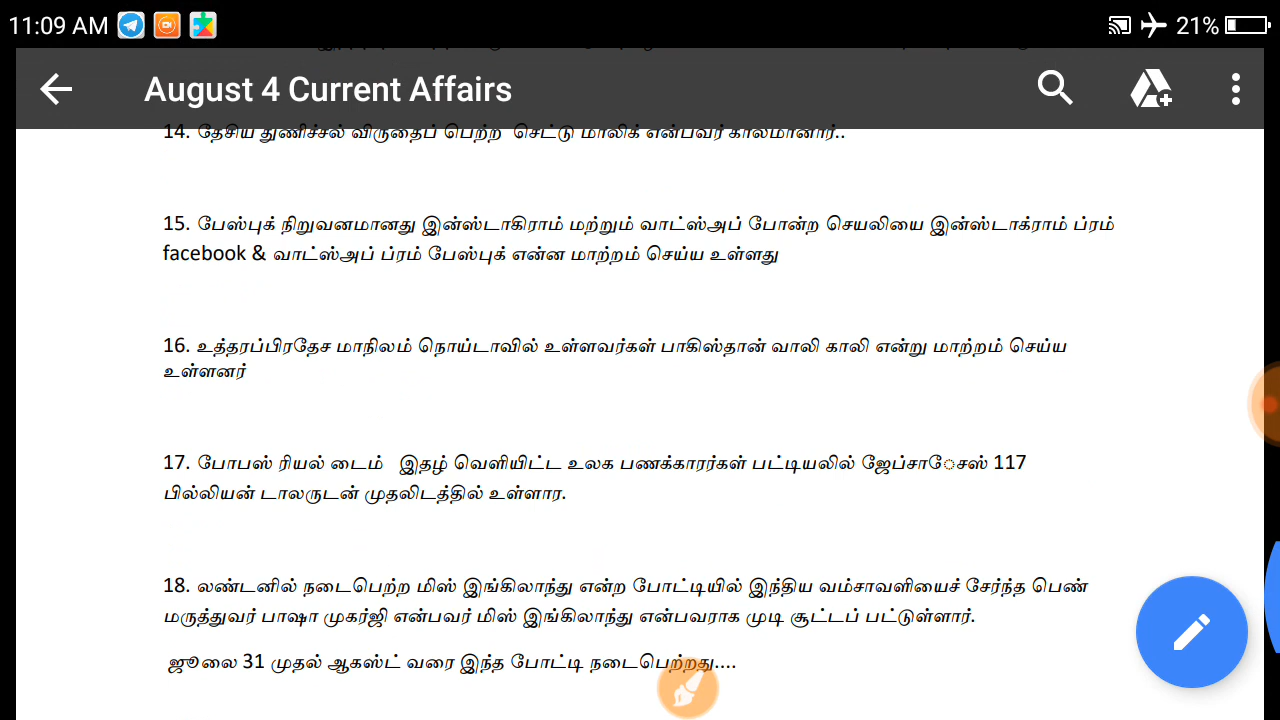 11:09 AM 21%
August 4 Current Affairs
14. தேசிய துணிச்சல் விருதைப் பெற்ற செட்டு மாலிக் என்பவர் காலமானார்..
15. பேஸ்புக் நிறுவனமானது இன்ஸ்டாகிராம் மற்றும் வாட்ஸ்அப் போன்ற செயலியை இன்ஸ்டாக்ராம் ப்ரம்
facebook & வாட்ஸ்அப் ப்ரம் பேஸ்புக் என்ன மாற்றம் செய்ய உள்ளது
16. உத்தரப்பிரதேச மாநிலம் நொய்டாவில் உள்ளவர்கள் பாகிஸ்தான் வாலி காலி என்று மாற்றம் செய்ய
உள்ளனர்
17. போபஸ் ரியல் டைம் இதழ் வெளியிட்ட உலக பணக்காரர்கள் பட்டியலில் ஜேப்சாேசஸ் 117
பில்லியன் டாலருடன் முதலிடத்தில் உள்ளார.
18. லண்டனில் நடைபெற்ற மிஸ் இங்கிலாந்து என்ற போட்டியில் இந்திய வம்சாவளியைச் சேர்ந்த பெண்
மருத்துவர் பாஷா முகர்ஜி என்பவர் மிஸ் இங்கிலாந்து என்பவராக முடி சூட்டப் பட்டுள்ளார்.
ஜூலை 31 முதல் ஆகஸ்ட் வரை இந்த போட்டி நடைபெற்றது....